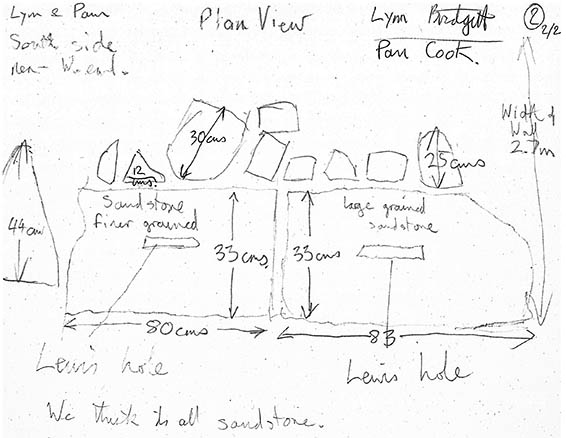 Lyn & Pam
South side
near W. end.
Plan View
Lynn Bridgett
Pam Cook.
2 2/2
Width of
Wall
2.7m
30cms
12
cms.
25cms
44cm
Sandstone
finer grained
33cms
33cms
large grained
sandstone
80cms
83
Lewis hole
Lewis hole
We think its all sandstone.